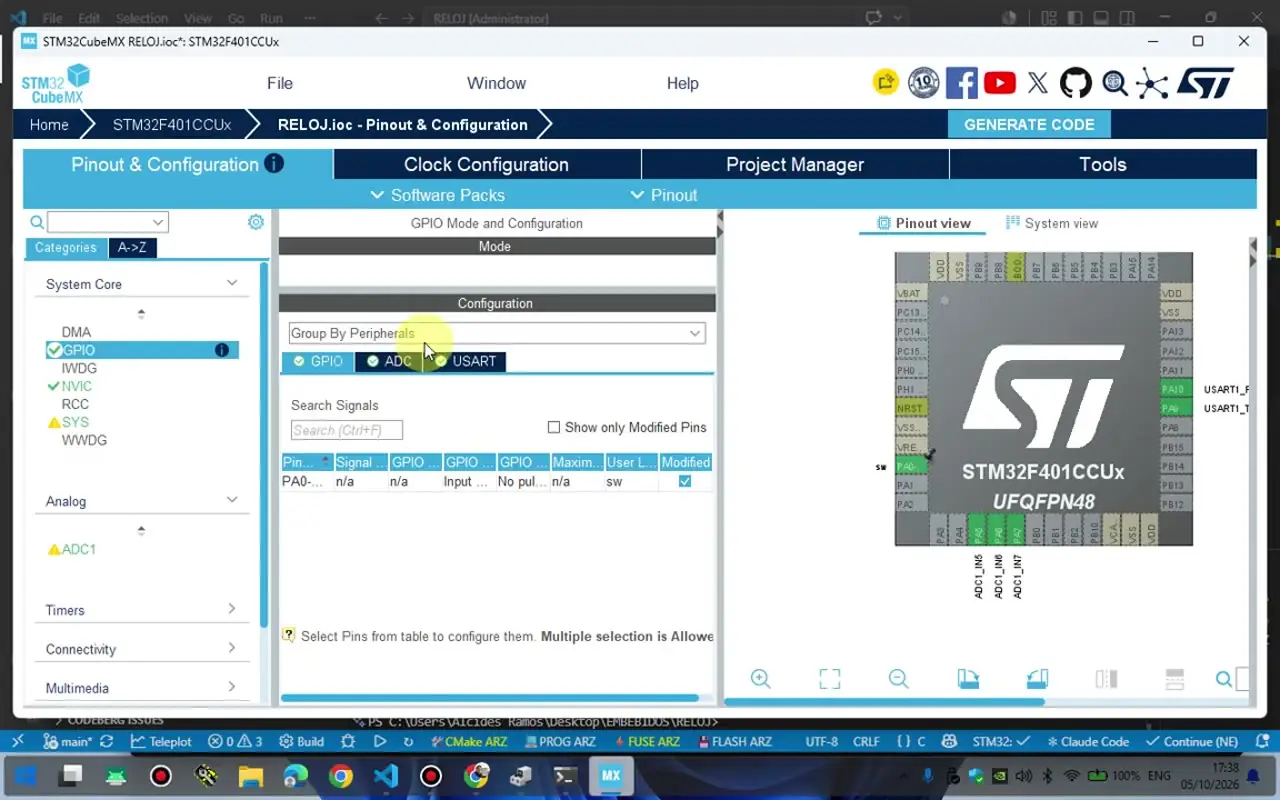 File Edit Selection View Go Run ... RELOJ [Administrator]
MX STM32CubeMX RELOJ.ioc*: STM32F401CCUx
STM32 CubeMX
File Window Help
10
Home STM32F401CCUx RELOJ.ioc - Pinout & Configuration GENERATE CODE
Pinout & Configuration Clock Configuration Project Manager Tools
Software Packs Pinout
GPIO Mode and Configuration
Mode
Categories A->Z
System Core
DMA
GPIO
IWDG
NVIC
RCC
SYS
WWDG
Analog
ADC1
Timers
Connectivity
Multimedia
Configuration
Group By Peripherals
GPIO ADC USART
Search Signals
Search (Ctrl+F)
Show only Modified Pins
Pin... Signal ... GPIO ... GPIO ... GPIO ... Maxim... User L... Modified
PA0-... n/a n/a Input ... No pul... n/a sw
? Select Pins from table to configure them. Multiple selection is Allowe
Pinout view System view
VDD VSS PB9 PB8 BOO PB7 PB6 PB5 PB4 PB3 PA15 PA14
VBAT
PC13..
PC14..
PC15..
PH0 ..
PH1 ..
NRST
VSS..
VRE..
sw PA0-
PA1
PA2
VDD
VSS
PA13
PA12
PA11
PA10
PA9
PA8
PB15
PB14
PB13
PB12
USART1_
USART1_T
STM32F401CCUx
UFQFPN48
PA3 PA4 PA5 PA6 PA7 PB0 PB1 PB2 PB10 VCA.. VSS VDD
ADC1_IN5
ADC1_IN6
ADC1_IN7
CODEBERG ISSUES
PS C:\Users\Alcides Ramos\Desktop\EMBEBIDOS\RELOJ>
main* Teleplot 0 3 Build CMake ARZ PROG ARZ FUSE ARZ FLASH ARZ UTF-8 CRLF { } C STM32: Claude Code Continue (NE)
MX 100% ENG
17:38
05/10/2026